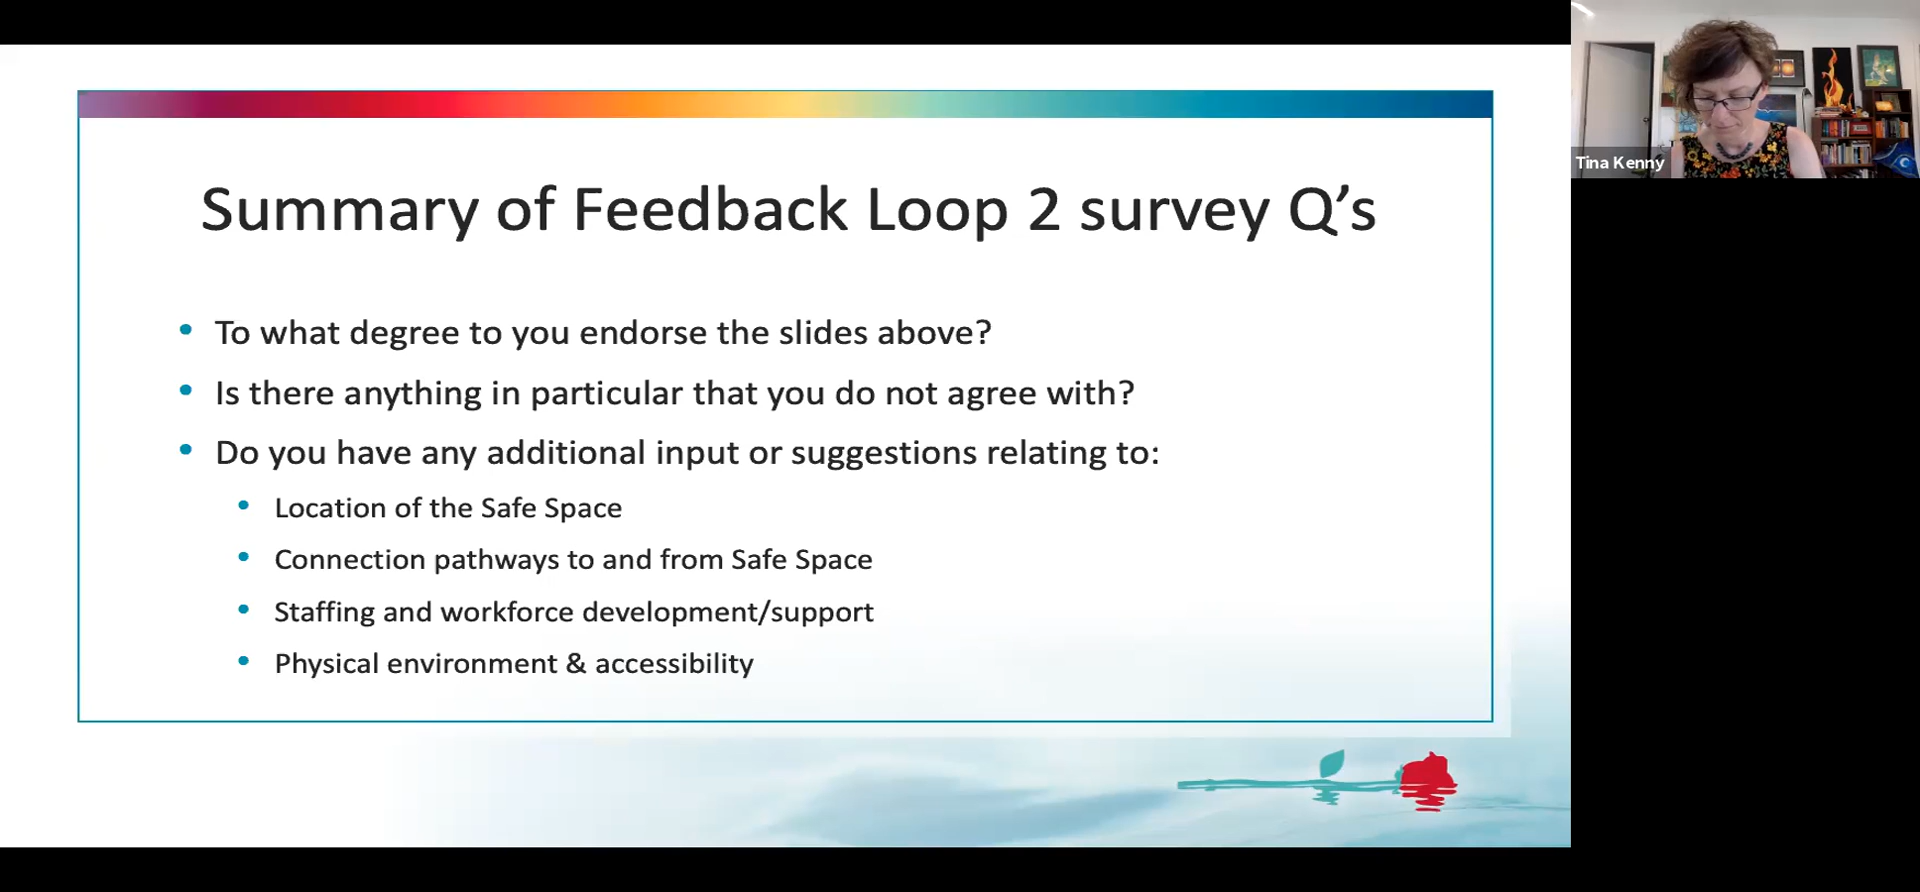 Summary of Feedback Loop 2 survey Q’s
To what degree to you endorse the slides above?
Is there anything in particular that you do not agree with?
Do you have any additional input or suggestions relating to:
Location of the Safe Space
Connection pathways to and from Safe Space
Staffing and workforce development/support
Physical environment & accessibility
Tina Kenny